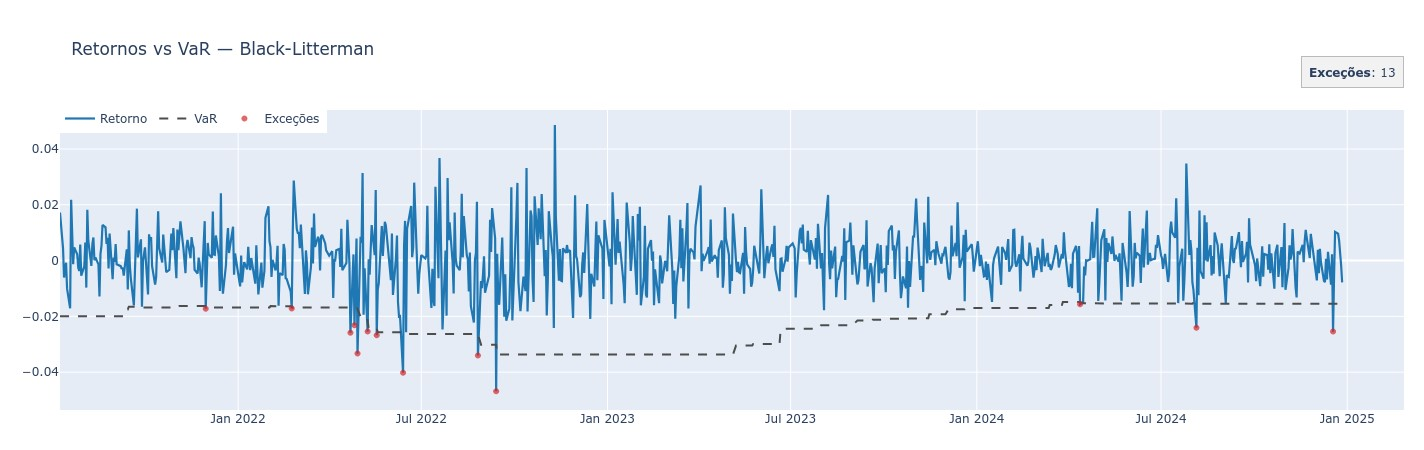 Retornos vs VaR — Black-Litterman
Exceções: 13
Retorno VaR Exceções
0.04
0.02
0
−0.02
−0.04
Jan 2022 Jul 2022 Jan 2023 Jul 2023 Jan 2024 Jul 2024 Jan 2025